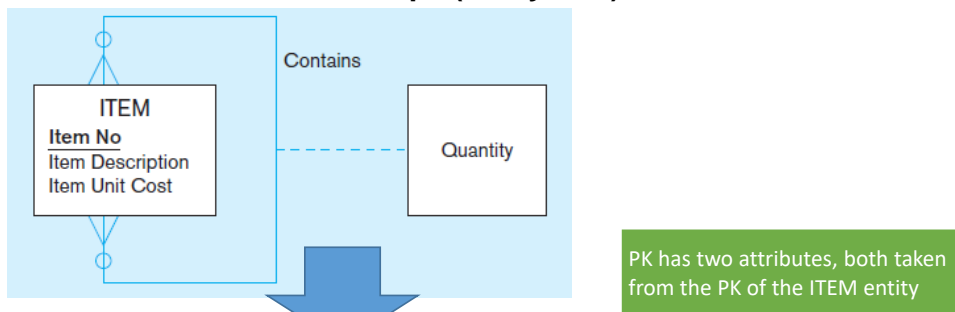 Contains
ITEM
Item No
Item Description
Item Unit Cost
Quantity
PK has two attributes, both taken
from the PK of the ITEM entity